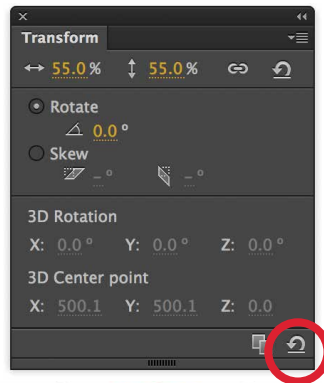 Transform
55.0 % 55.0 %
Rotate
0.0 °
Skew
- ° - °
3D Rotation
X: 0.0 ° Y: 0.0 ° Z: 0.0 °
3D Center point
X: 500.1 Y: 500.1 Z: 0.0